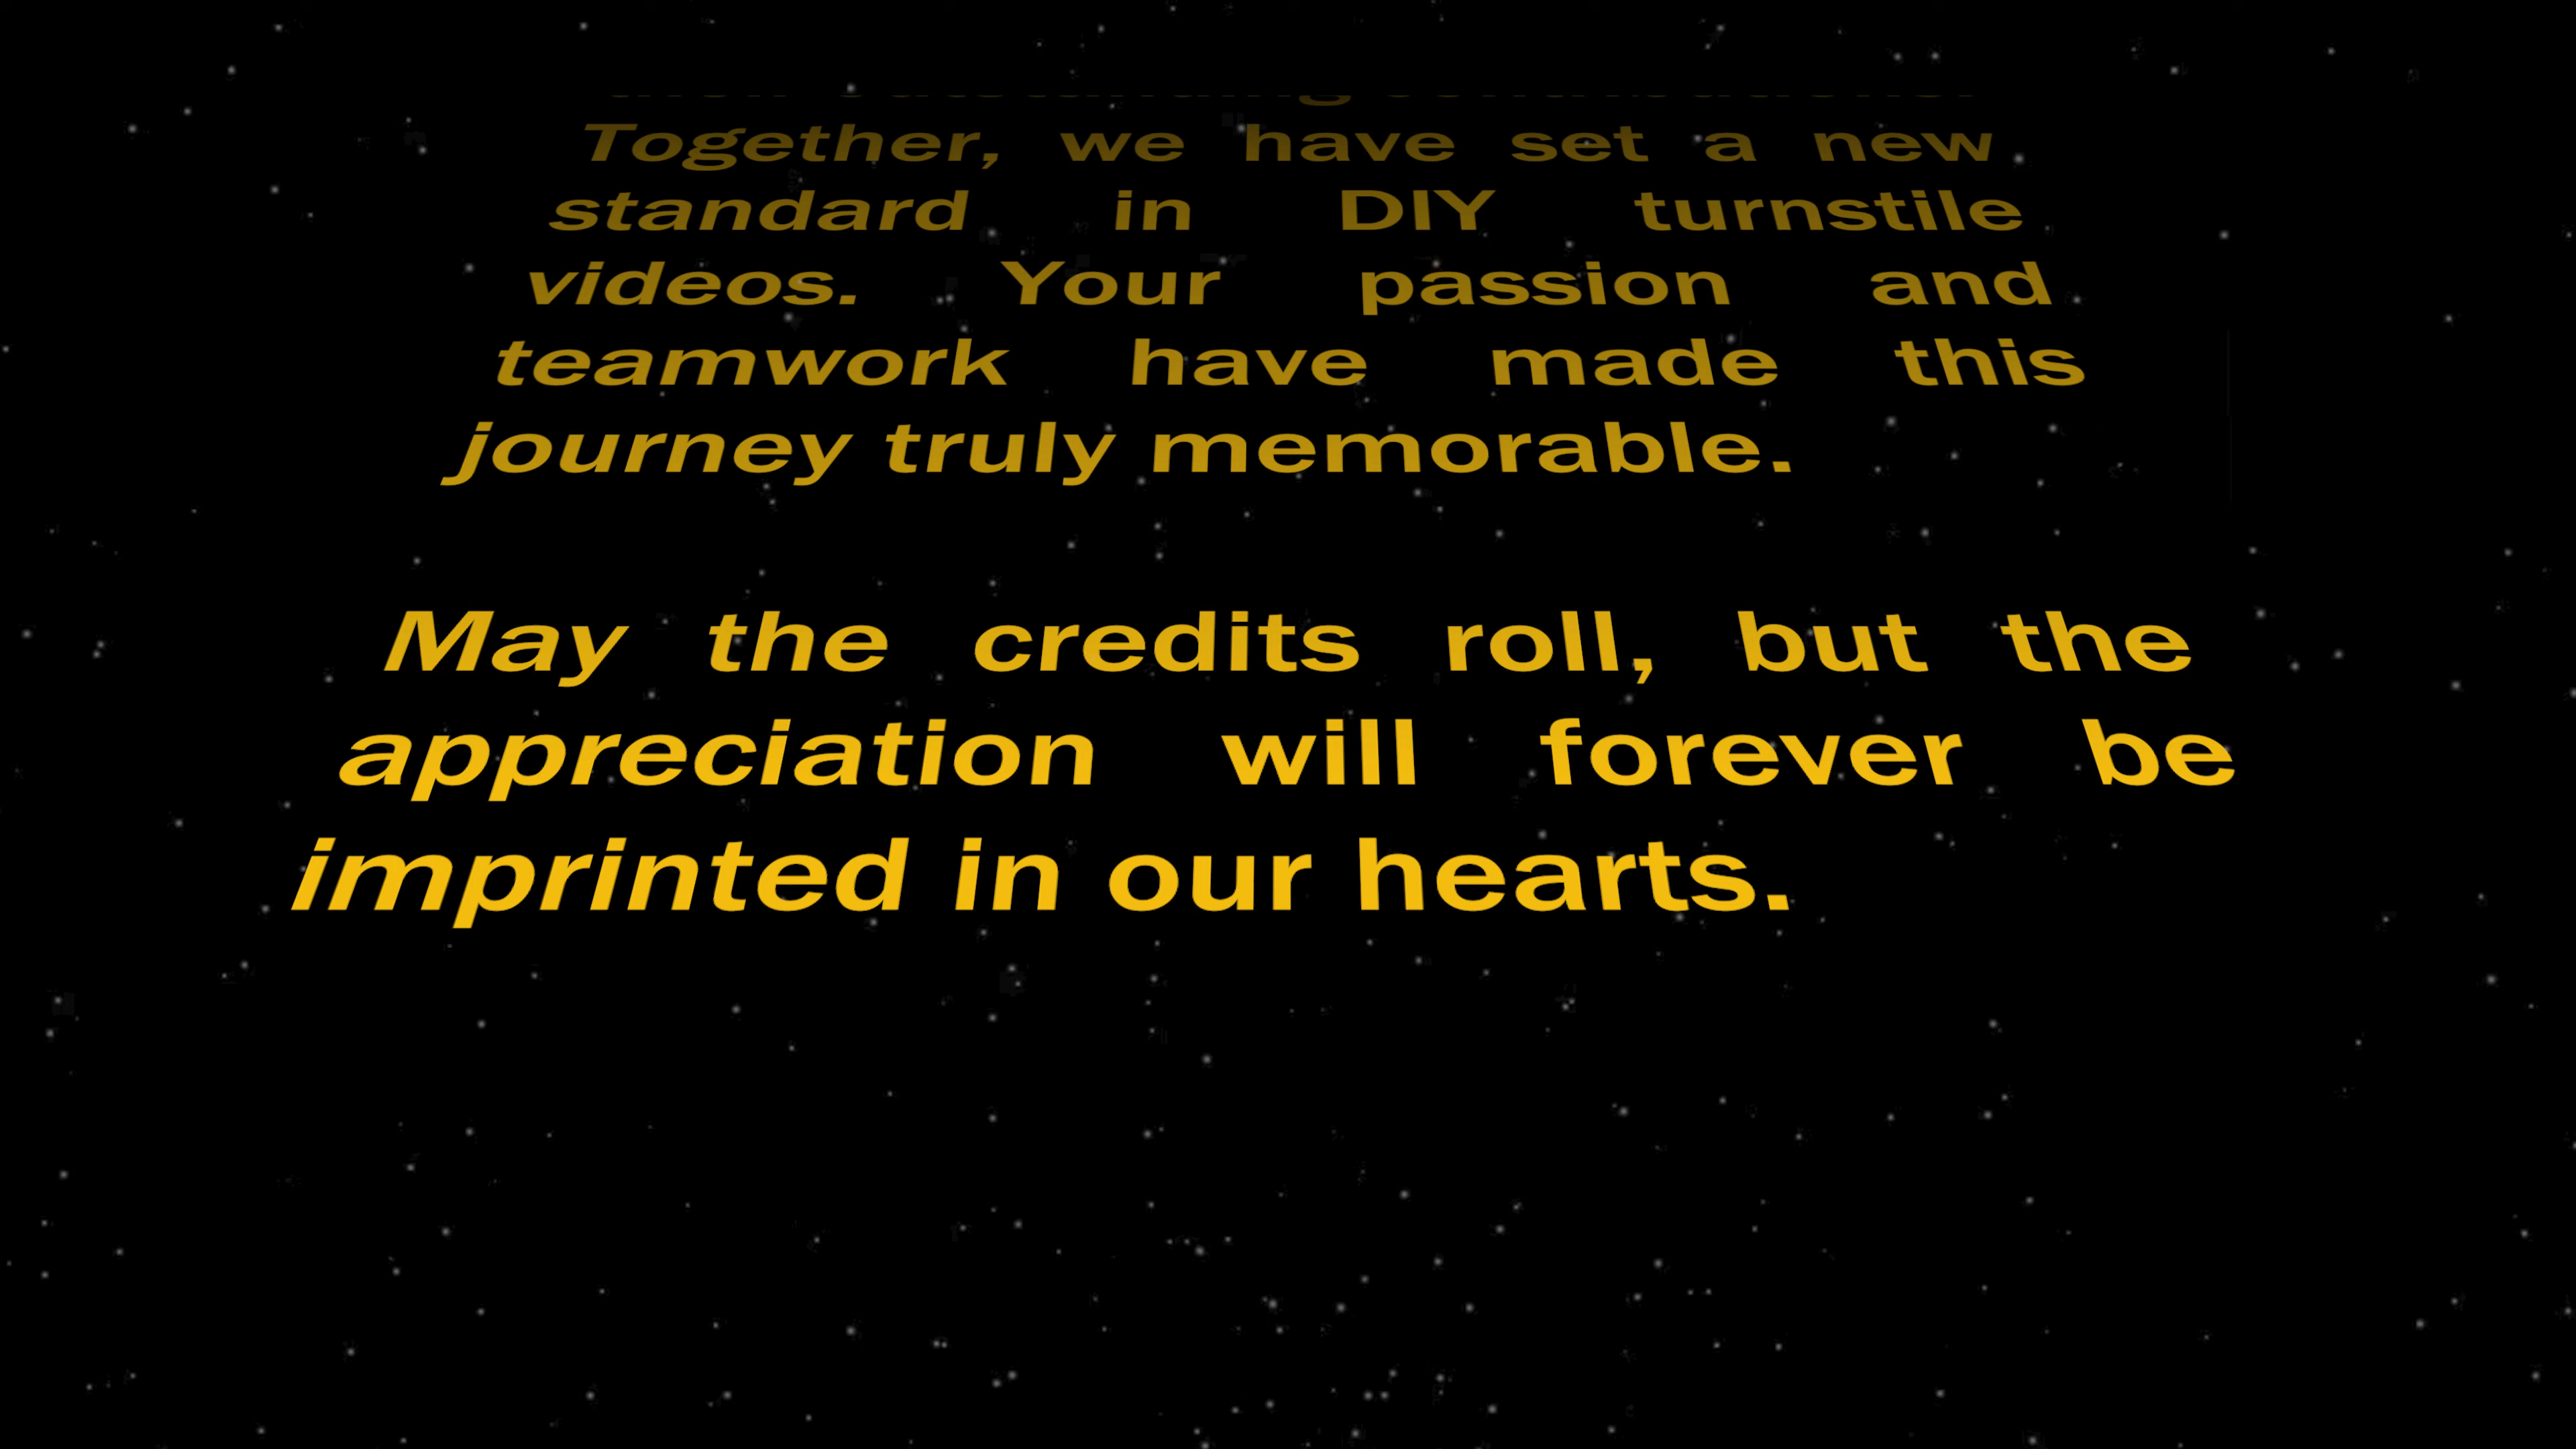 Together, we have set a new
standard in DIY turnstile
videos. Your passion and
teamwork have made this
journey truly memorable.
May the credits roll, but the
appreciation will forever be
imprinted in our hearts.